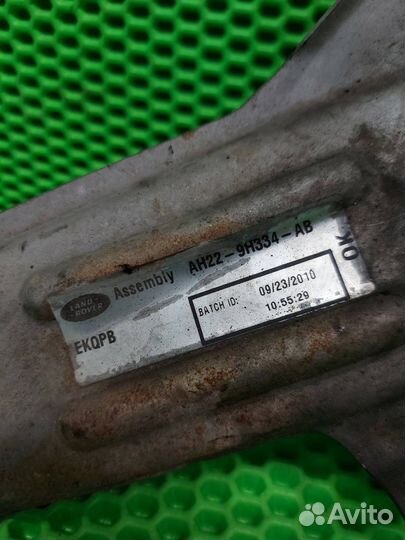 LAND
ROVER
Assembly AH22-9H334-AB
EKQPB
BATCH ID: 09/23/2010
10:55:29
OK
Avito